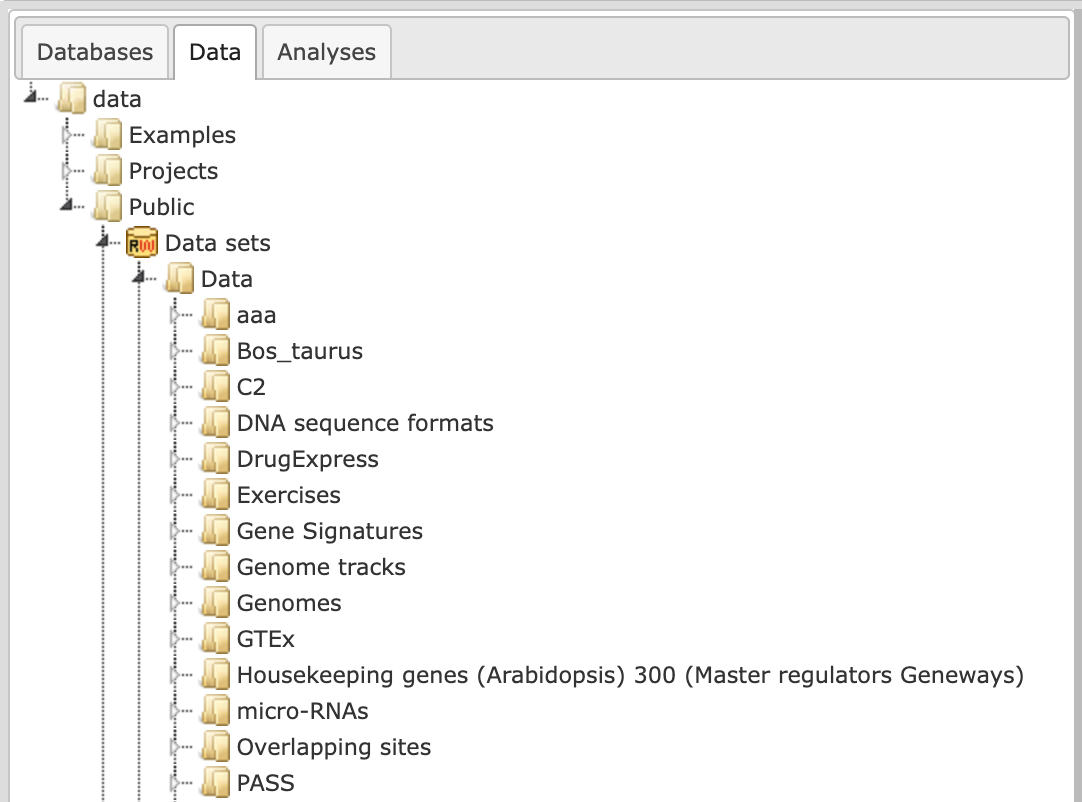 Databases Data Analyses
data
Examples
Projects
Public
RW Data sets
Data
aaa
Bos_taurus
C2
DNA sequence formats
DrugExpress
Exercises
Gene Signatures
Genome tracks
Genomes
GTEx
Housekeeping genes (Arabidopsis) 300 (Master regulators Geneways)
micro-RNAs
Overlapping sites
PASS